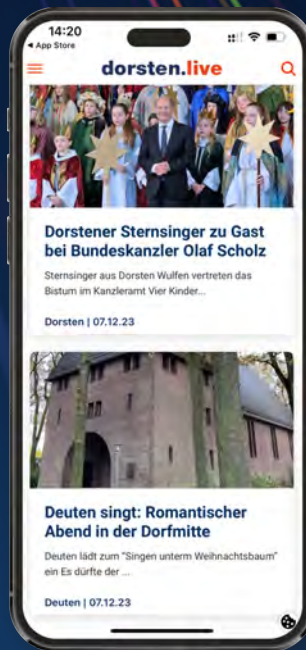 14:20
App Store
dorsten.live
Dorstener Sternsinger zu Gast
bei Bundeskanzler Olaf Scholz
Sternsinger aus Dorsten Wulfen vertreten das
Bistum im Kanzleramt Vier Kinder...
Dorsten | 07.12.23
Deuten singt: Romantischer
Abend in der Dorfmitte
Deuten lädt zum "Singen unterm Weihnachtsbaum"
ein Es dürfte der ...
Deuten | 07.12.23